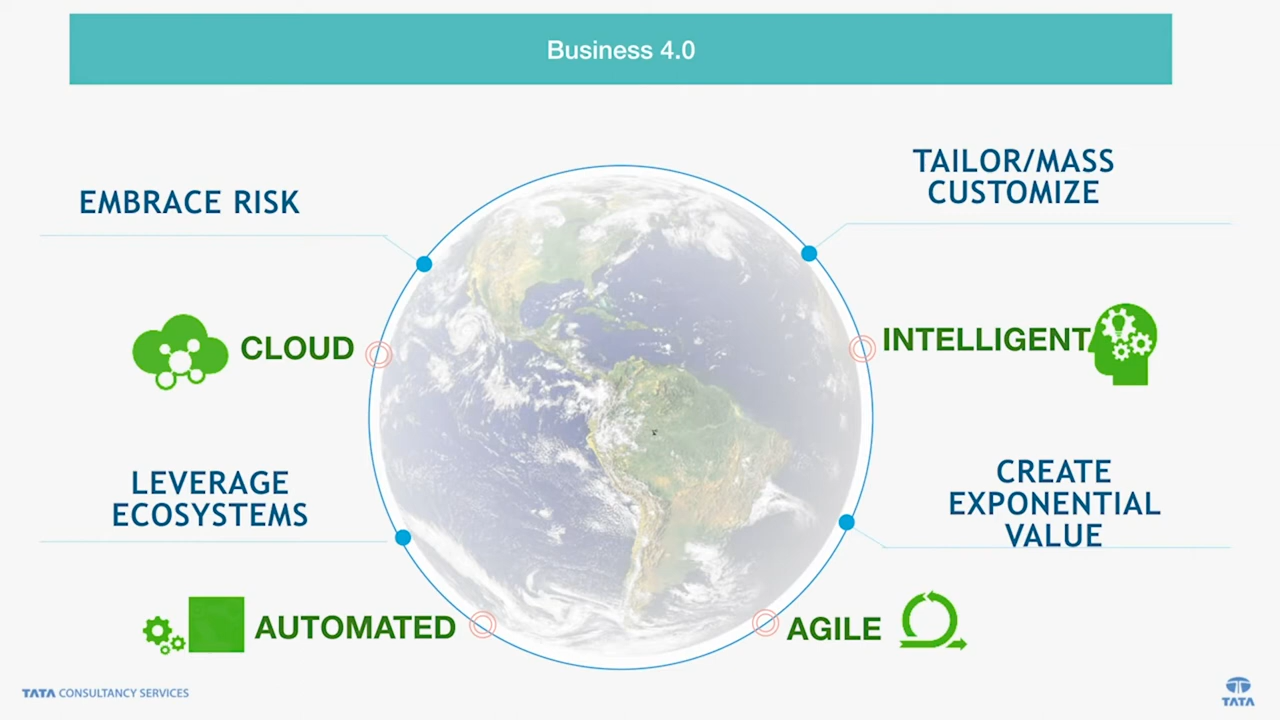 Business 4.0
EMBRACE RISK
TAILOR/MASS
CUSTOMIZE
CLOUD
INTELLIGENT
LEVERAGE
ECOSYSTEMS
CREATE
EXPONENTIAL
VALUE
AUTOMATED
AGILE
TATA CONSULTANCY SERVICES
TATA